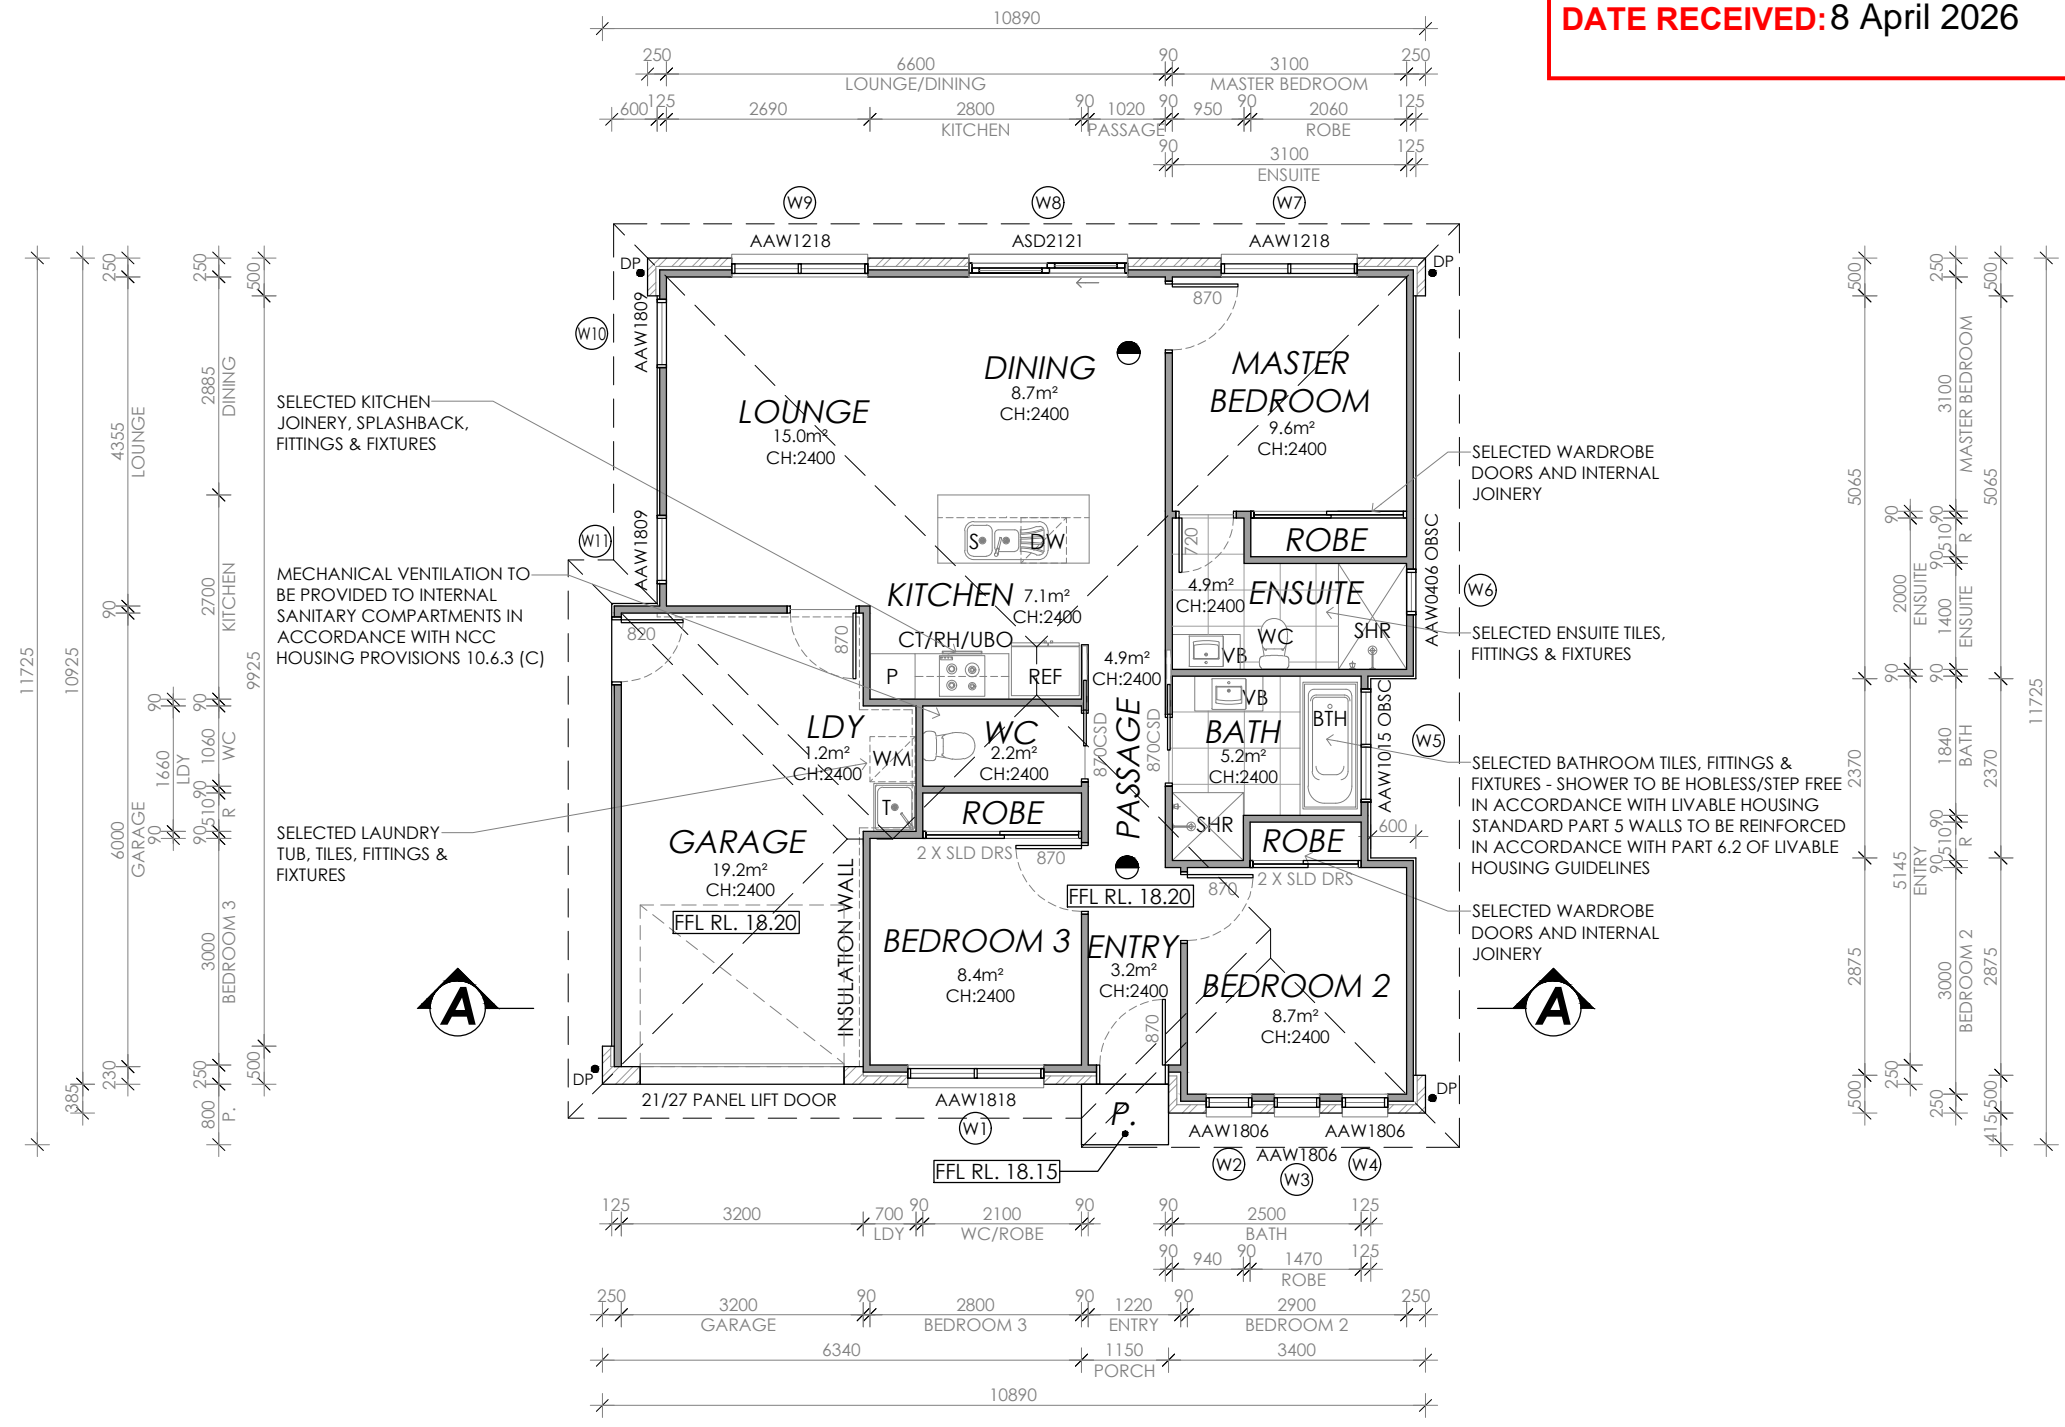 DATE RECEIVED: 8 April 2026
10890
250 6600 90 3100 250
LOUNGE/DINING MASTER BEDROOM
600 125 2690 2800 90 1020 90 950 90 2060 125
KITCHEN PASSAGE ROBE
90 3100 125
ENSUITE
W9 W8 W7
AAW1218 ASD2121 AAW1218
DP DP
870
W10
AAW1809
DINING
8.7m²
CH:2400
MASTER
BEDROOM
9.6m²
CH:2400
LOUNGE
15.0m²
CH:2400
SELECTED KITCHEN
JOINERY, SPLASHBACK,
FITTINGS & FIXTURES
SELECTED WARDROBE
DOORS AND INTERNAL
JOINERY
W11
AAW1809
S DW
720
ROBE
AAW0406 OBSC
W6
MECHANICAL VENTILATION TO
BE PROVIDED TO INTERNAL
SANITARY COMPARTMENTS IN
ACCORDANCE WITH NCC
HOUSING PROVISIONS 10.6.3 (C)
KITCHEN 7.1m²
CH:2400
4.9m²
CH:2400
ENSUITE
WC SHR
VB
SELECTED ENSUITE TILES,
FITTINGS & FIXTURES
820 870
CT/RH/UBO
P REF
4.9m²
CH:2400
PASSAGE
870CSD 870CSD
VB
BATH
5.2m²
CH:2400
BTH
SHR
AAW1015 OBSC
W5
LDY
1.2m²
CH:2400
WM
T
WC
2.2m²
CH:2400
SELECTED BATHROOM TILES, FITTINGS &
FIXTURES - SHOWER TO BE HOBLESS/STEP FREE
IN ACCORDANCE WITH LIVABLE HOUSING
STANDARD PART 5 WALLS TO BE REINFORCED
IN ACCORDANCE WITH PART 6.2 OF LIVABLE
HOUSING GUIDELINES
SELECTED LAUNDRY
TUB, TILES, FITTINGS &
FIXTURES
ROBE
2 X SLD DRS 870
ROBE
600
870 2 X SLD DRS
GARAGE
19.2m²
CH:2400
FFL RL. 18.20
INSULATION WALL
FFL RL. 18.20
SELECTED WARDROBE
DOORS AND INTERNAL
JOINERY
BEDROOM 3
8.4m²
CH:2400
ENTRY
3.2m²
CH:2400
870
BEDROOM 2
8.7m²
CH:2400
A A
DP DP
21/27 PANEL LIFT DOOR
AAW1818
W1
P.
AAW1806 AAW1806
AAW1806
W2 W3 W4
FFL RL. 18.15
11725
10925
385
250
4355
LOUNGE
90
6000
GARAGE
230
90
1660
LDY
90
250
2885
DINING
2700
KITCHEN
90
1060
WC
90
510
R
90
3000
BEDROOM 3
250
800
P.
500
9925
500
500
5065
2370
2875
500
90
2000
ENSUITE
90
5145
ENTRY
250
250
3100
MASTER BEDROOM
90
510
R
90
1400
ENSUITE
90
1840
BATH
90
510
R
90
3000
BEDROOM 2
250
500
5065
2370
2875
500
415
11725
125 3200 700 90 2100 90 90 2500 125
LDY WC/ROBE BATH
90 940 90 1470 125
ROBE
250 3200 90 2800 90 1220 90 2900 250
GARAGE BEDROOM 3 ENTRY BEDROOM 2
6340 1150 3400
PORCH
10890